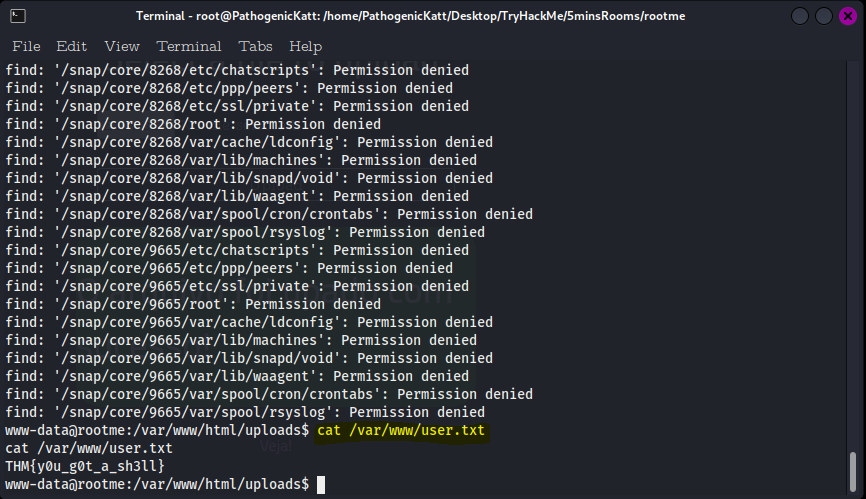 Terminal - root@PathogenicKatt: /home/PathogenicKatt/Desktop/TryHackMe/5minsRooms/rootme
File Edit View Terminal Tabs Help
find: '/snap/core/8268/etc/chatscripts': Permission denied
find: '/snap/core/8268/etc/ppp/peers': Permission denied
find: '/snap/core/8268/etc/ssl/private': Permission denied
find: '/snap/core/8268/root': Permission denied
find: '/snap/core/8268/var/cache/ldconfig': Permission denied
find: '/snap/core/8268/var/lib/machines': Permission denied
find: '/snap/core/8268/var/lib/snapd/void': Permission denied
find: '/snap/core/8268/var/lib/waagent': Permission denied
find: '/snap/core/8268/var/spool/cron/crontabs': Permission denied
find: '/snap/core/8268/var/spool/rsyslog': Permission denied
find: '/snap/core/9665/etc/chatscripts': Permission denied
find: '/snap/core/9665/etc/ppp/peers': Permission denied
find: '/snap/core/9665/etc/ssl/private': Permission denied
find: '/snap/core/9665/root': Permission denied
find: '/snap/core/9665/var/cache/ldconfig': Permission denied
find: '/snap/core/9665/var/lib/machines': Permission denied
find: '/snap/core/9665/var/lib/snapd/void': Permission denied
find: '/snap/core/9665/var/lib/waagent': Permission denied
find: '/snap/core/9665/var/spool/cron/crontabs': Permission denied
find: '/snap/core/9665/var/spool/rsyslog': Permission denied
www-data@rootme:/var/www/html/uploads$ cat /var/www/user.txt
Veja!
cat /var/www/user.txt
THM{y0u_g0t_a_sh3ll}
www-data@rootme:/var/www/html/uploads$